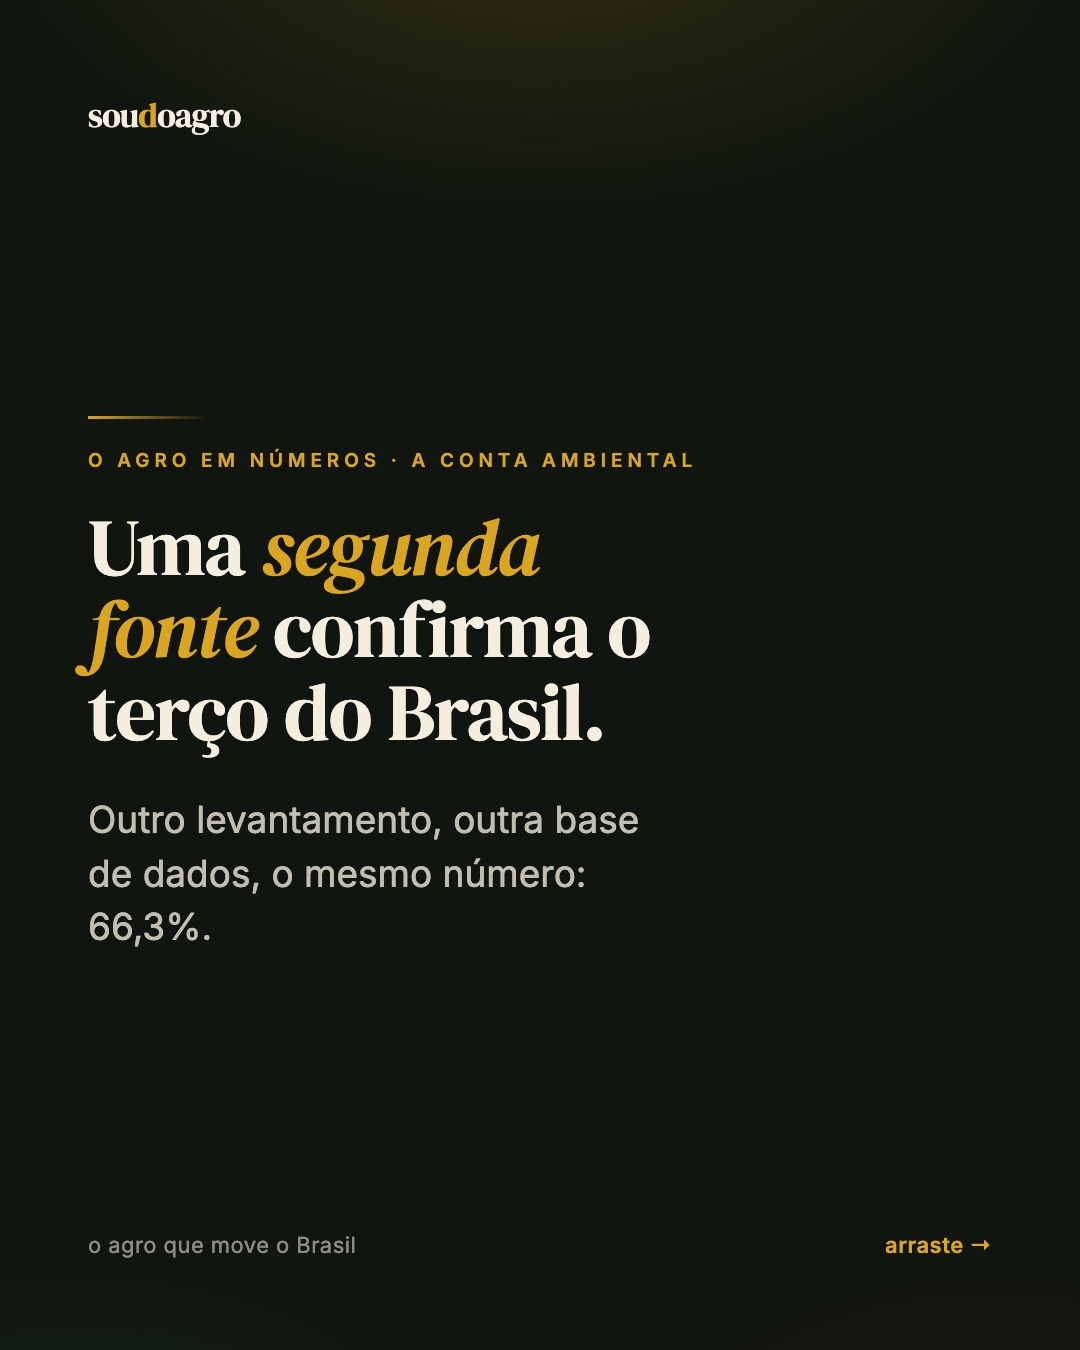 soudoagro
O AGRO EM NÚMEROS · A CONTA AMBIENTAL
Uma segunda
fonte confirma o
terço do Brasil.
Outro levantamento, outra base
de dados, o mesmo número:
66,3%.
o agro que move o Brasil
arraste →